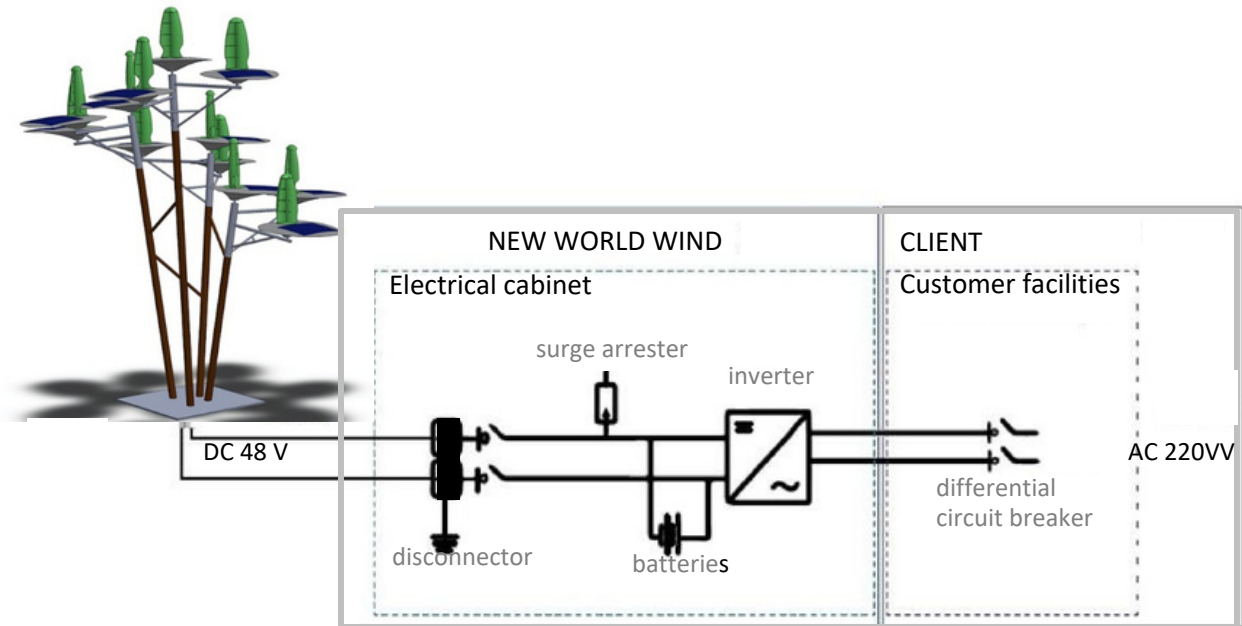 NEW WORLD WIND
CLIENT
Electrical cabinet
Customer facilities
surge arrester
inverter
DC 48 V
AC 220VV
differential
circuit breaker
disconnector
batteries